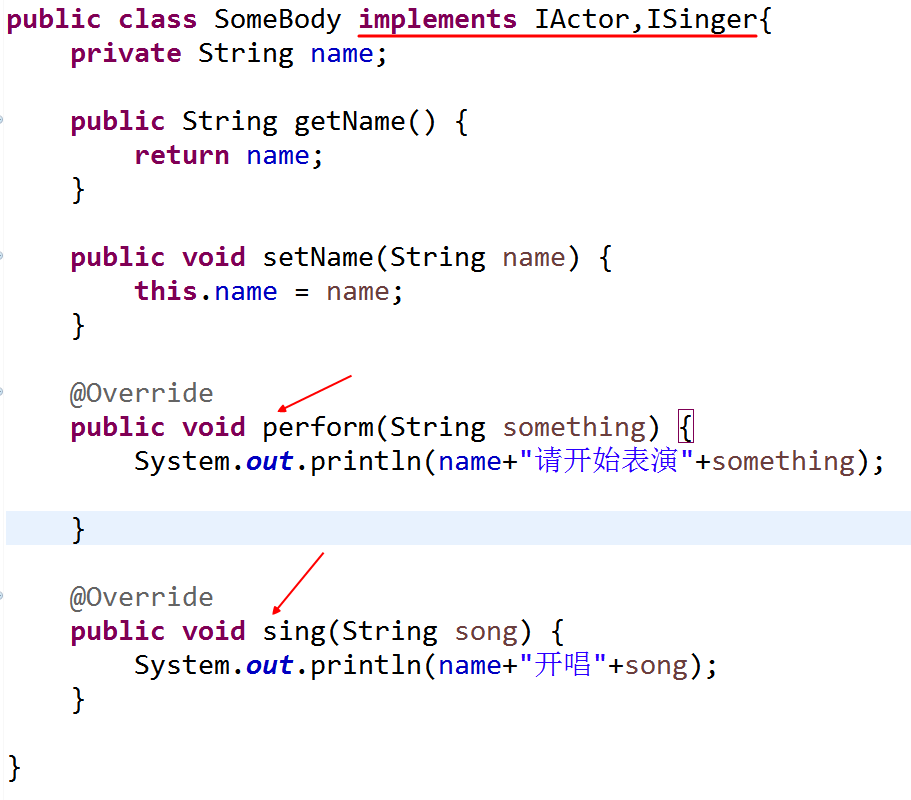 public class SomeBody implements IActor,ISinger{
    private String name;
    public String getName() {
        return name;
    }
    public void setName(String name) {
        this.name = name;
    }
    @Override
    public void perform(String something) {
        System.out.println(name+"请开始表演"+something);
    }
    @Override
    public void sing(String song) {
        System.out.println(name+"开唱"+song);
    }
}